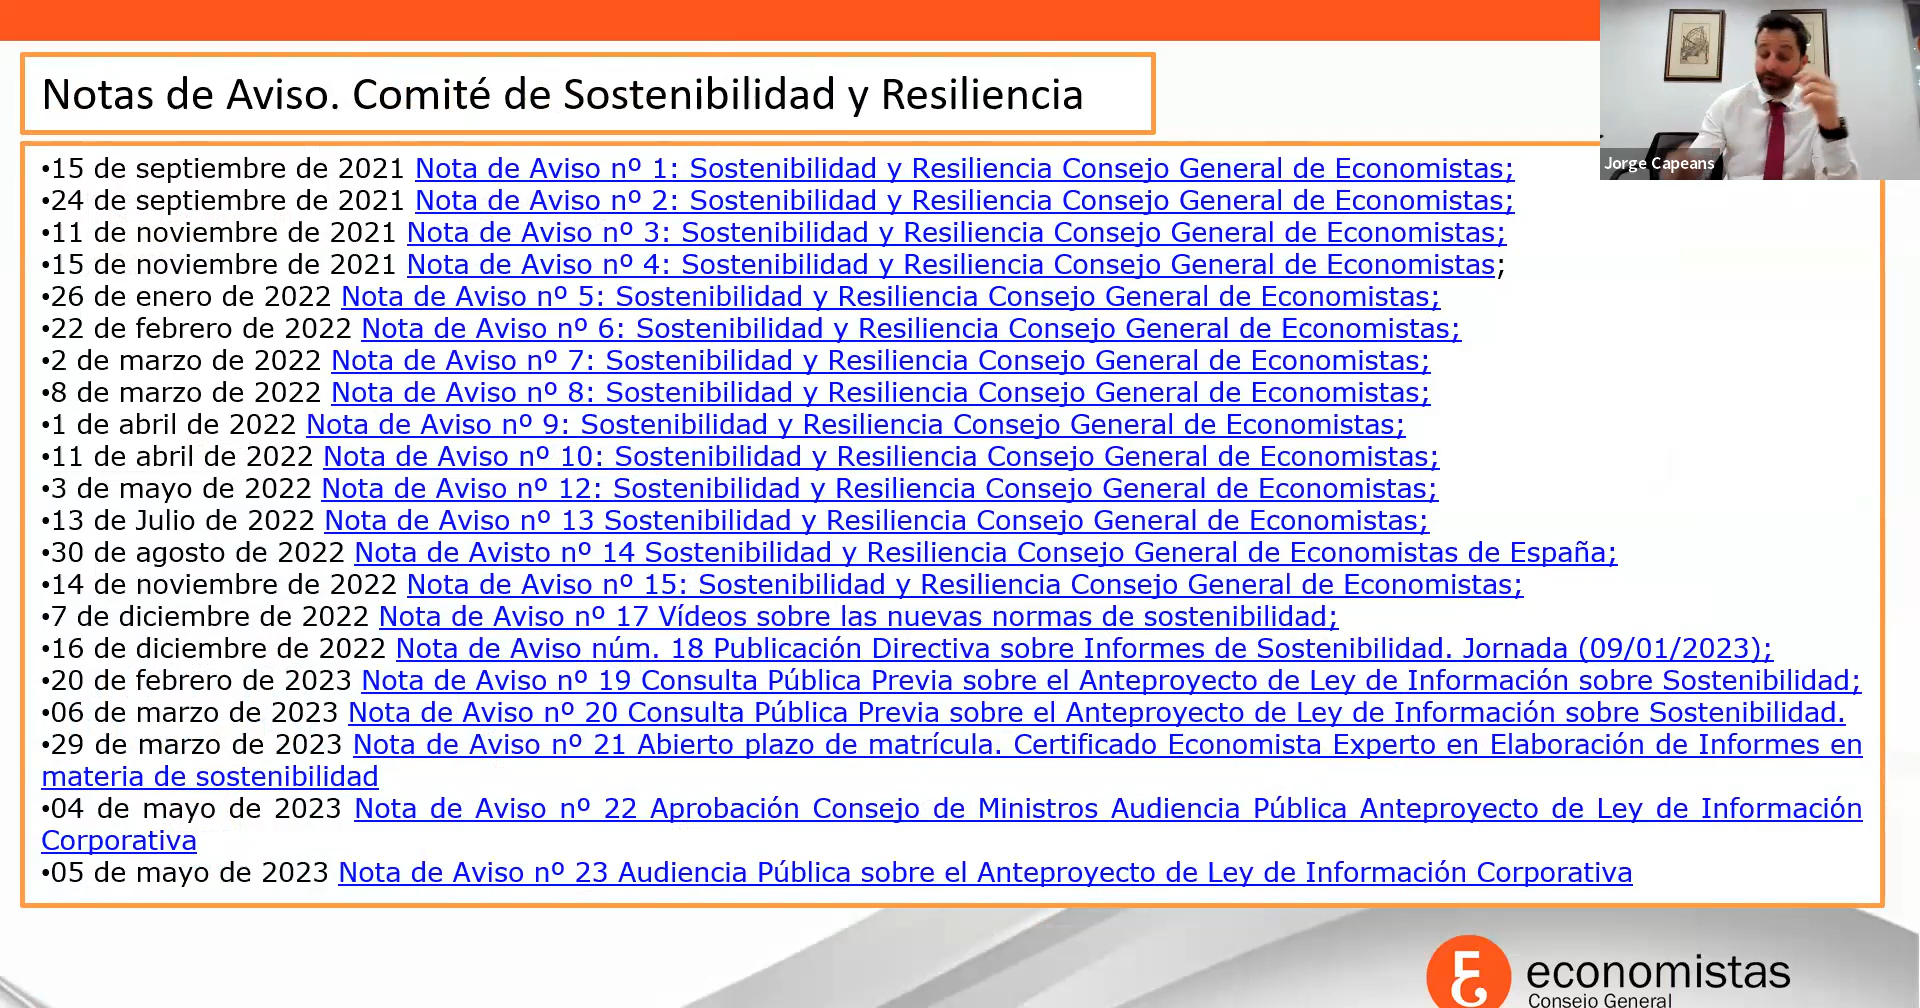 Notas de Aviso. Comité de Sostenibilidad y Resiliencia
Jorge Capeans
•15 de septiembre de 2021 Nota de Aviso nº 1: Sostenibilidad y Resiliencia Consejo General de Economistas;
•24 de septiembre de 2021 Nota de Aviso nº 2: Sostenibilidad y Resiliencia Consejo General de Economistas;
•11 de noviembre de 2021 Nota de Aviso nº 3: Sostenibilidad y Resiliencia Consejo General de Economistas;
•15 de noviembre de 2021 Nota de Aviso nº 4: Sostenibilidad y Resiliencia Consejo General de Economistas;
•26 de enero de 2022 Nota de Aviso nº 5: Sostenibilidad y Resiliencia Consejo General de Economistas;
•22 de febrero de 2022 Nota de Aviso nº 6: Sostenibilidad y Resiliencia Consejo General de Economistas;
•2 de marzo de 2022 Nota de Aviso nº 7: Sostenibilidad y Resiliencia Consejo General de Economistas;
•8 de marzo de 2022 Nota de Aviso nº 8: Sostenibilidad y Resiliencia Consejo General de Economistas;
•1 de abril de 2022 Nota de Aviso nº 9: Sostenibilidad y Resiliencia Consejo General de Economistas;
•11 de abril de 2022 Nota de Aviso nº 10: Sostenibilidad y Resiliencia Consejo General de Economistas;
•3 de mayo de 2022 Nota de Aviso nº 12: Sostenibilidad y Resiliencia Consejo General de Economistas;
•13 de Julio de 2022 Nota de Aviso nº 13 Sostenibilidad y Resiliencia Consejo General de Economistas;
•30 de agosto de 2022 Nota de Avisto nº 14 Sostenibilidad y Resiliencia Consejo General de Economistas de España;
•14 de noviembre de 2022 Nota de Aviso nº 15: Sostenibilidad y Resiliencia Consejo General de Economistas;
•7 de diciembre de 2022 Nota de Aviso nº 17 Vídeos sobre las nuevas normas de sostenibilidad;
•16 de diciembre de 2022 Nota de Aviso núm. 18 Publicación Directiva sobre Informes de Sostenibilidad. Jornada (09/01/2023);
•20 de febrero de 2023 Nota de Aviso nº 19 Consulta Pública Previa sobre el Anteproyecto de Ley de Información sobre Sostenibilidad;
•06 de marzo de 2023 Nota de Aviso nº 20 Consulta Pública Previa sobre el Anteproyecto de Ley de Información sobre Sostenibilidad.
•29 de marzo de 2023 Nota de Aviso nº 21 Abierto plazo de matrícula. Certificado Economista Experto en Elaboración de Informes en
materia de sostenibilidad
•04 de mayo de 2023 Nota de Aviso nº 22 Aprobación Consejo de Ministros Audiencia Pública Anteproyecto de Ley de Información
Corporativa
•05 de mayo de 2023 Nota de Aviso nº 23 Audiencia Pública sobre el Anteproyecto de Ley de Información Corporativa
economistas
Consejo General